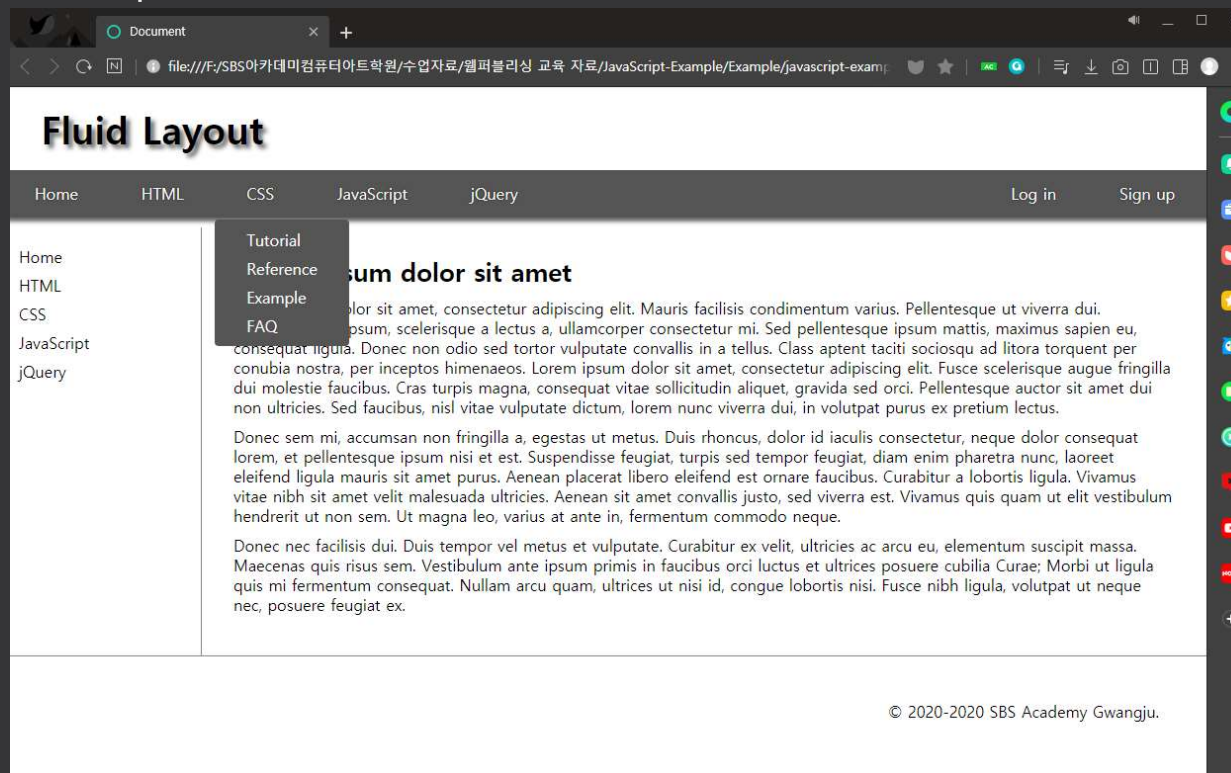 Document
file:///F:/SBS아카데미컴퓨터아트학원/수업자료/웹퍼블리싱 교육 자료/JavaScript-Example/Example/javascript-examp
Fluid Layout
Home HTML CSS JavaScript jQuery Log in Sign up
Tutorial
Reference
Example
FAQ
Home
HTML
CSS
JavaScript
jQuery
sum dolor sit amet
olor sit amet, consectetur adipiscing elit. Mauris facilisis condimentum varius. Pellentesque ut viverra dui.
psum, scelerisque a lectus a, ullamcorper consectetur mi. Sed pellentesque ipsum mattis, maximus sapien eu,
consequat ligula. Donec non odio sed tortor vulputate convallis in a tellus. Class aptent taciti sociosqu ad litora torquent per
conubia nostra, per inceptos himenaeos. Lorem ipsum dolor sit amet, consectetur adipiscing elit. Fusce scelerisque augue fringilla
dui molestie faucibus. Cras turpis magna, consequat vitae sollicitudin aliquet, gravida sed orci. Pellentesque auctor sit amet dui
non ultricies. Sed faucibus, nisl vitae vulputate dictum, lorem nunc viverra dui, in volutpat purus ex pretium lectus.
Donec sem mi, accumsan non fringilla a, egestas ut metus. Duis rhoncus, dolor id iaculis consectetur, neque dolor consequat
lorem, et pellentesque ipsum nisi et est. Suspendisse feugiat, turpis sed tempor feugiat, diam enim pharetra nunc, laoreet
eleifend ligula mauris sit amet purus. Aenean placerat libero eleifend est ornare faucibus. Curabitur a lobortis ligula. Vivamus
vitae nibh sit amet velit malesuada ultricies. Aenean sit amet convallis justo, sed viverra est. Vivamus quis quam ut elit vestibulum
hendrerit ut non sem. Ut magna leo, varius at ante in, fermentum commodo neque.
Donec nec facilisis dui. Duis tempor vel metus et vulputate. Curabitur ex velit, ultricies ac arcu eu, elementum suscipit massa.
Maecenas quis risus sem. Vestibulum ante ipsum primis in faucibus orci luctus et ultrices posuere cubilia Curae; Morbi ut ligula
quis mi fermentum consequat. Nullam arcu quam, ultrices ut nisi id, congue lobortis nisi. Fusce nibh ligula, volutpat ut neque
nec, posuere feugiat ex.
© 2020-2020 SBS Academy Gwangju.